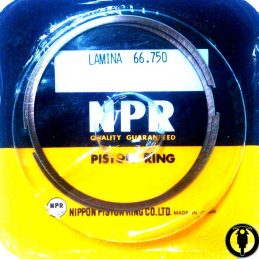 LAMINA 66.750
NPR
QUALITY GUARANTEED
PISTON RING
NPR
NIPPON PISTON RING CO., LTD. MADE IN JAPAN